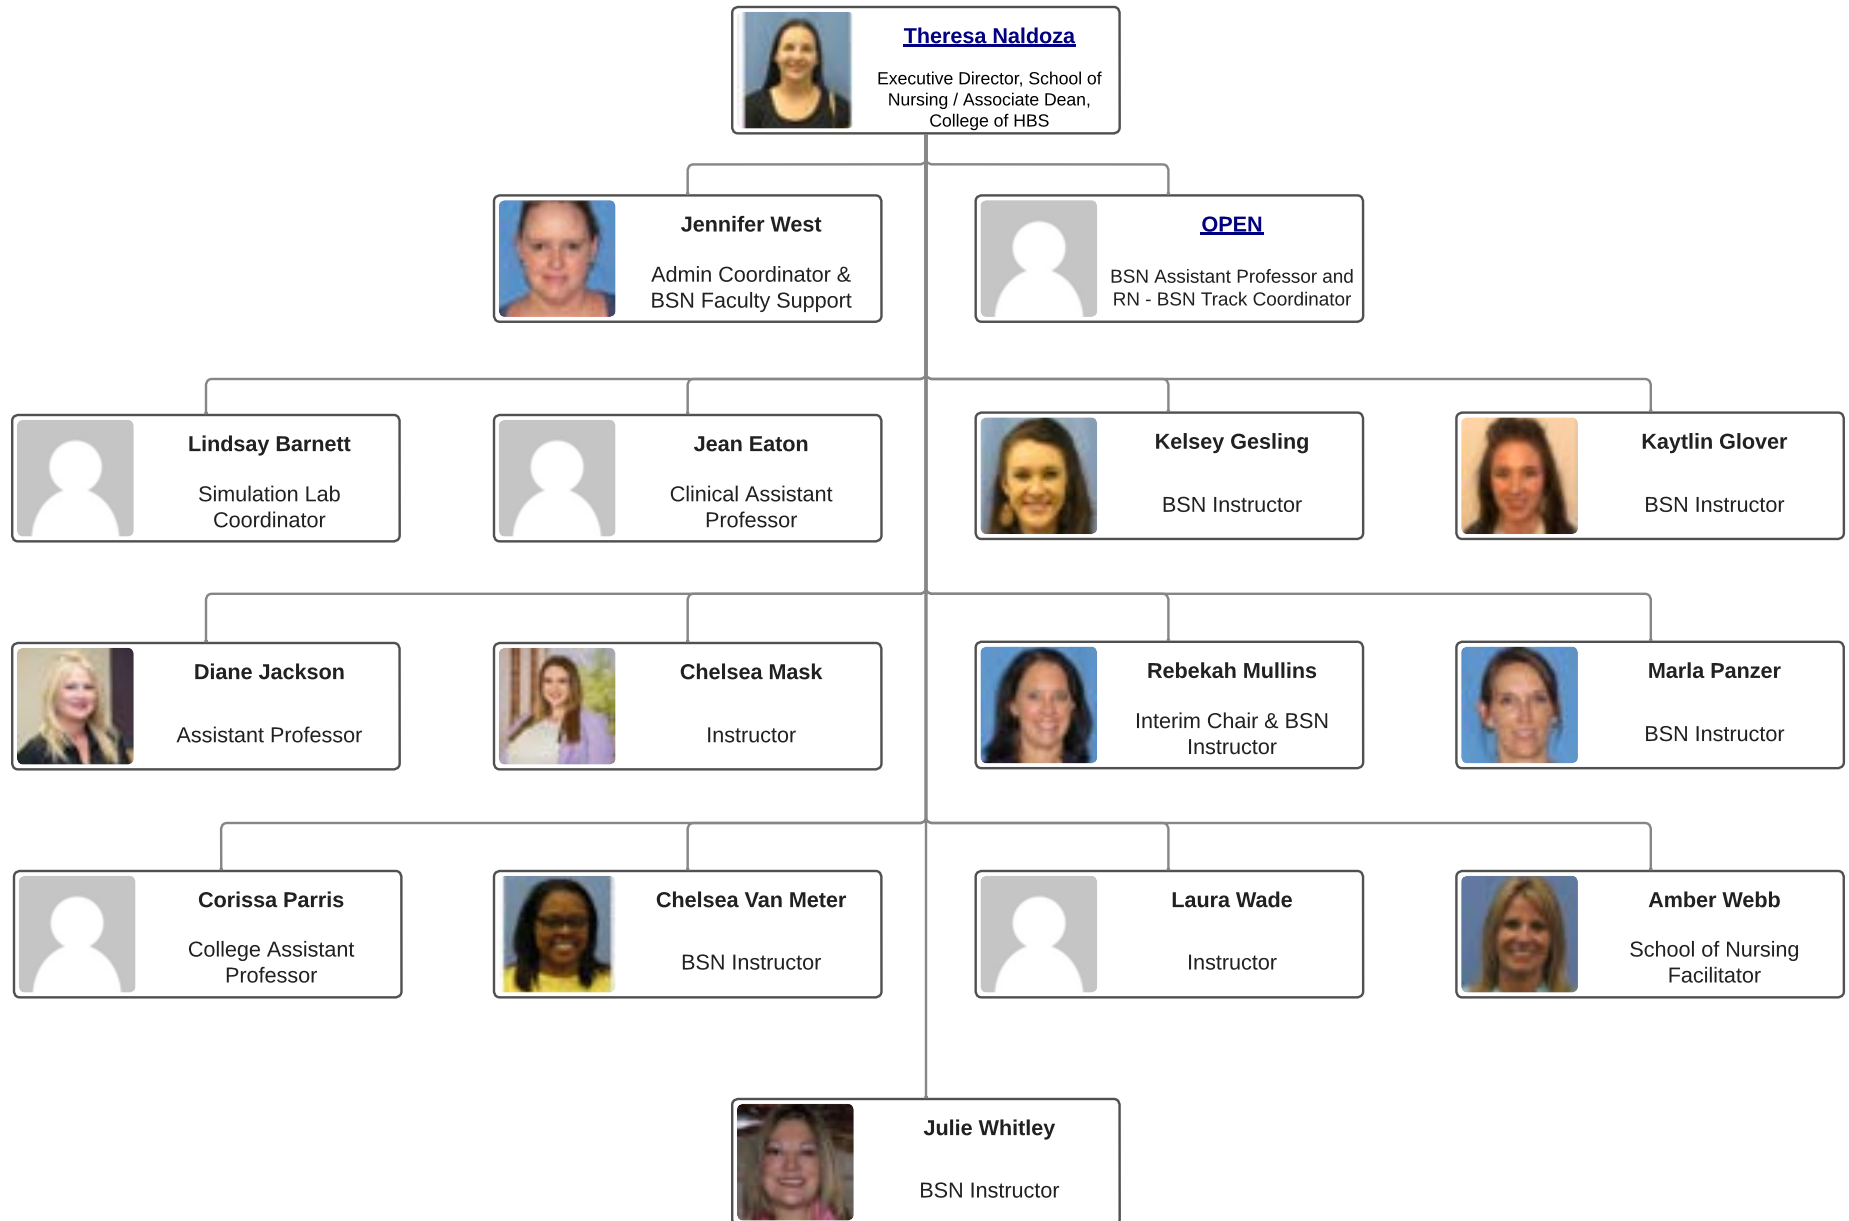 Theresa Naldoza
Executive Director, School of
Nursing / Associate Dean,
College of HBS
Jennifer West
Admin Coordinator &
BSN Faculty Support
OPEN
BSN Assistant Professor and
RN - BSN Track Coordinator
Lindsay Barnett
Simulation Lab
Coordinator
Jean Eaton
Clinical Assistant
Professor
Kelsey Gesling
BSN Instructor
Kaytlin Glover
BSN Instructor
Diane Jackson
Assistant Professor
Chelsea Mask
Instructor
Rebekah Mullins
Interim Chair & BSN
Instructor
Marla Panzer
BSN Instructor
Corissa Parris
College Assistant
Professor
Chelsea Van Meter
BSN Instructor
Laura Wade
Instructor
Amber Webb
School of Nursing
Facilitator
Julie Whitley
BSN Instructor